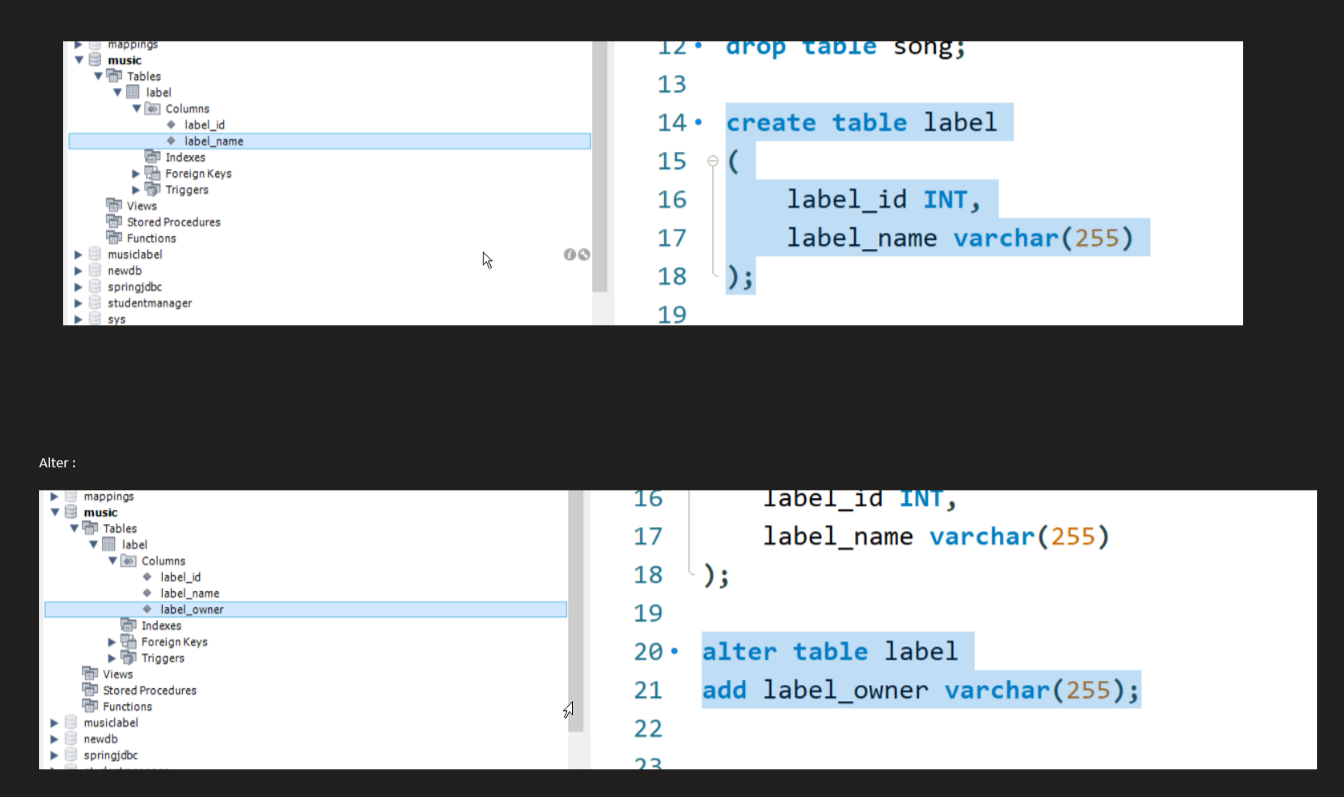 mappings
music
Tables
label
Columns
label_id
label_name
Indexes
Foreign Keys
Triggers
Views
Stored Procedures
Functions
musiclabel
newdb
springjdbc
studentmanager
sys
12 drop table song;
13
14 create table label
15 (
16 label_id INT,
17 label_name varchar(255)
18 );
19
Alter :
mappings
music
Tables
label
Columns
label_id
label_name
label_owner
Indexes
Foreign Keys
Triggers
Views
Stored Procedures
Functions
musiclabel
newdb
springjdbc
16 label_id INT,
17 label_name varchar(255)
18 );
19
20 alter table label
21 add label_owner varchar(255);
22
23